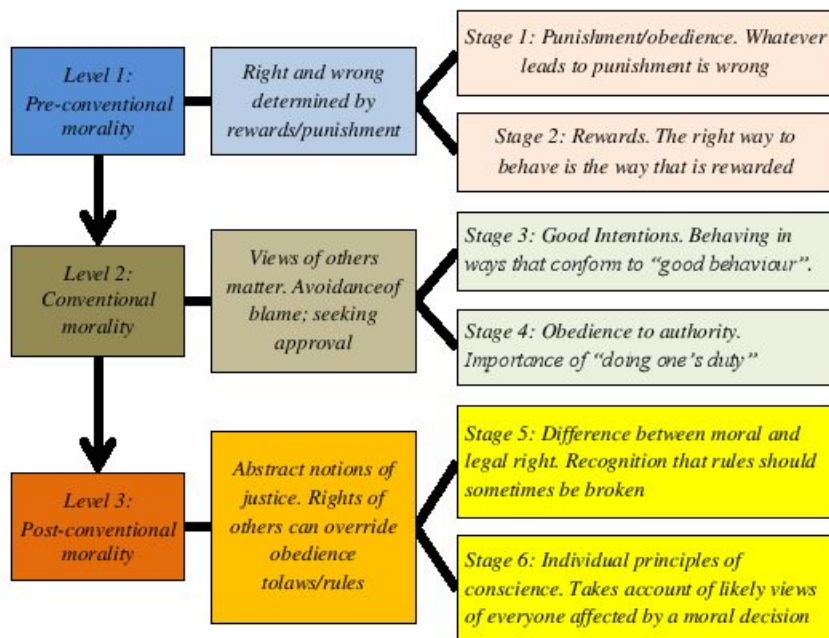 Level 1:
Pre-conventional
morality
Right and wrong
determined by
rewards/punishment
Stage 1: Punishment/obedience. Whatever
leads to punishment is wrong
Stage 2: Rewards. The right way to
behave is the way that is rewarded
Level 2:
Conventional
morality
Views of others
matter. Avoidanceof
blame; seeking
approval
Stage 3: Good Intentions. Behaving in
ways that conform to “good behaviour”.
Stage 4: Obedience to authority.
Importance of “doing one’s duty”
Level 3:
Post-conventional
morality
Abstract notions of
justice. Rights of
others can override
obedience
tolaws/rules
Stage 5: Difference between moral and
legal right. Recognition that rules should
sometimes be broken
Stage 6: Individual principles of
conscience. Takes account of likely views
of everyone affected by a moral decision